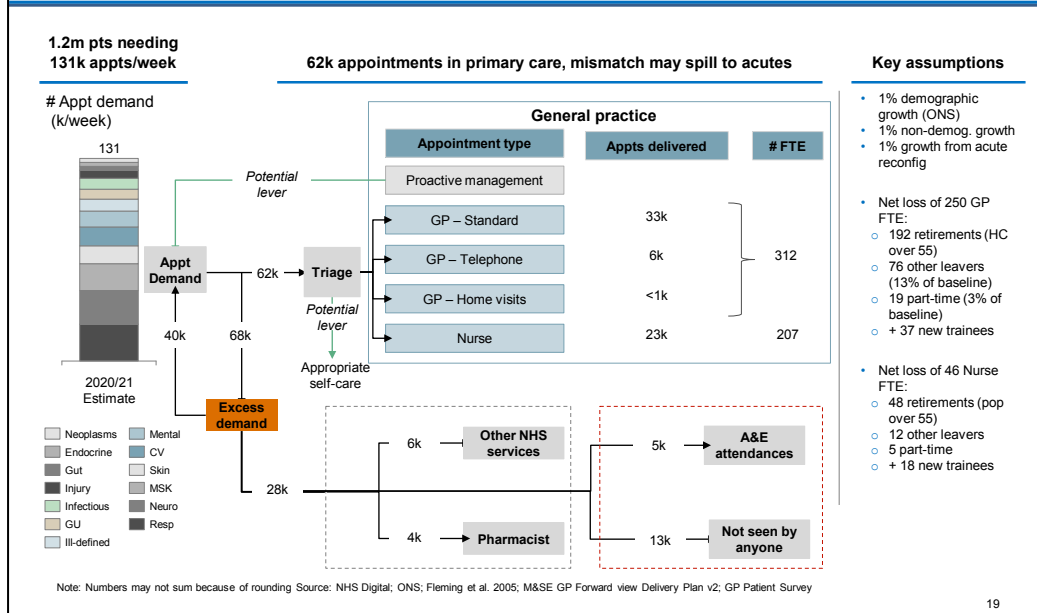 1.2m pts needing
131k appts/week
62k appointments in primary care, mismatch may spill to acutes
Key assumptions
# Appt demand
(k/week)
131
2020/21
Estimate
Neoplasms
Endocrine
Gut
Injury
Infectious
GU
Ill-defined
Mental
CV
Skin
MSK
Neuro
Resp
Appt
Demand
40k
68k
62k
Excess
demand
28k
Potential
lever
Triage
Potential
lever
Appropriate
self-care
General practice
Appointment type
Appts delivered
# FTE
Proactive management
GP – Standard
33k
GP – Telephone
6k
312
GP – Home visits
<1k
Nurse
23k
207
6k
Other NHS
services
4k
Pharmacist
5k
A&E
attendances
13k
Not seen by
anyone
• 1% demographic
growth (ONS)
• 1% non-demog. growth
• 1% growth from acute
reconfig
• Net loss of 250 GP
FTE:
o 192 retirements (HC
over 55)
o 76 other leavers
(13% of baseline)
o 19 part-time (3% of
baseline)
o + 37 new trainees
• Net loss of 46 Nurse
FTE:
o 48 retirements (pop
over 55)
o 12 other leavers
o 5 part-time
o + 18 new trainees
Note: Numbers may not sum because of rounding Source: NHS Digital; ONS; Fleming et al. 2005; M&SE GP Forward view Delivery Plan v2; GP Patient Survey
19